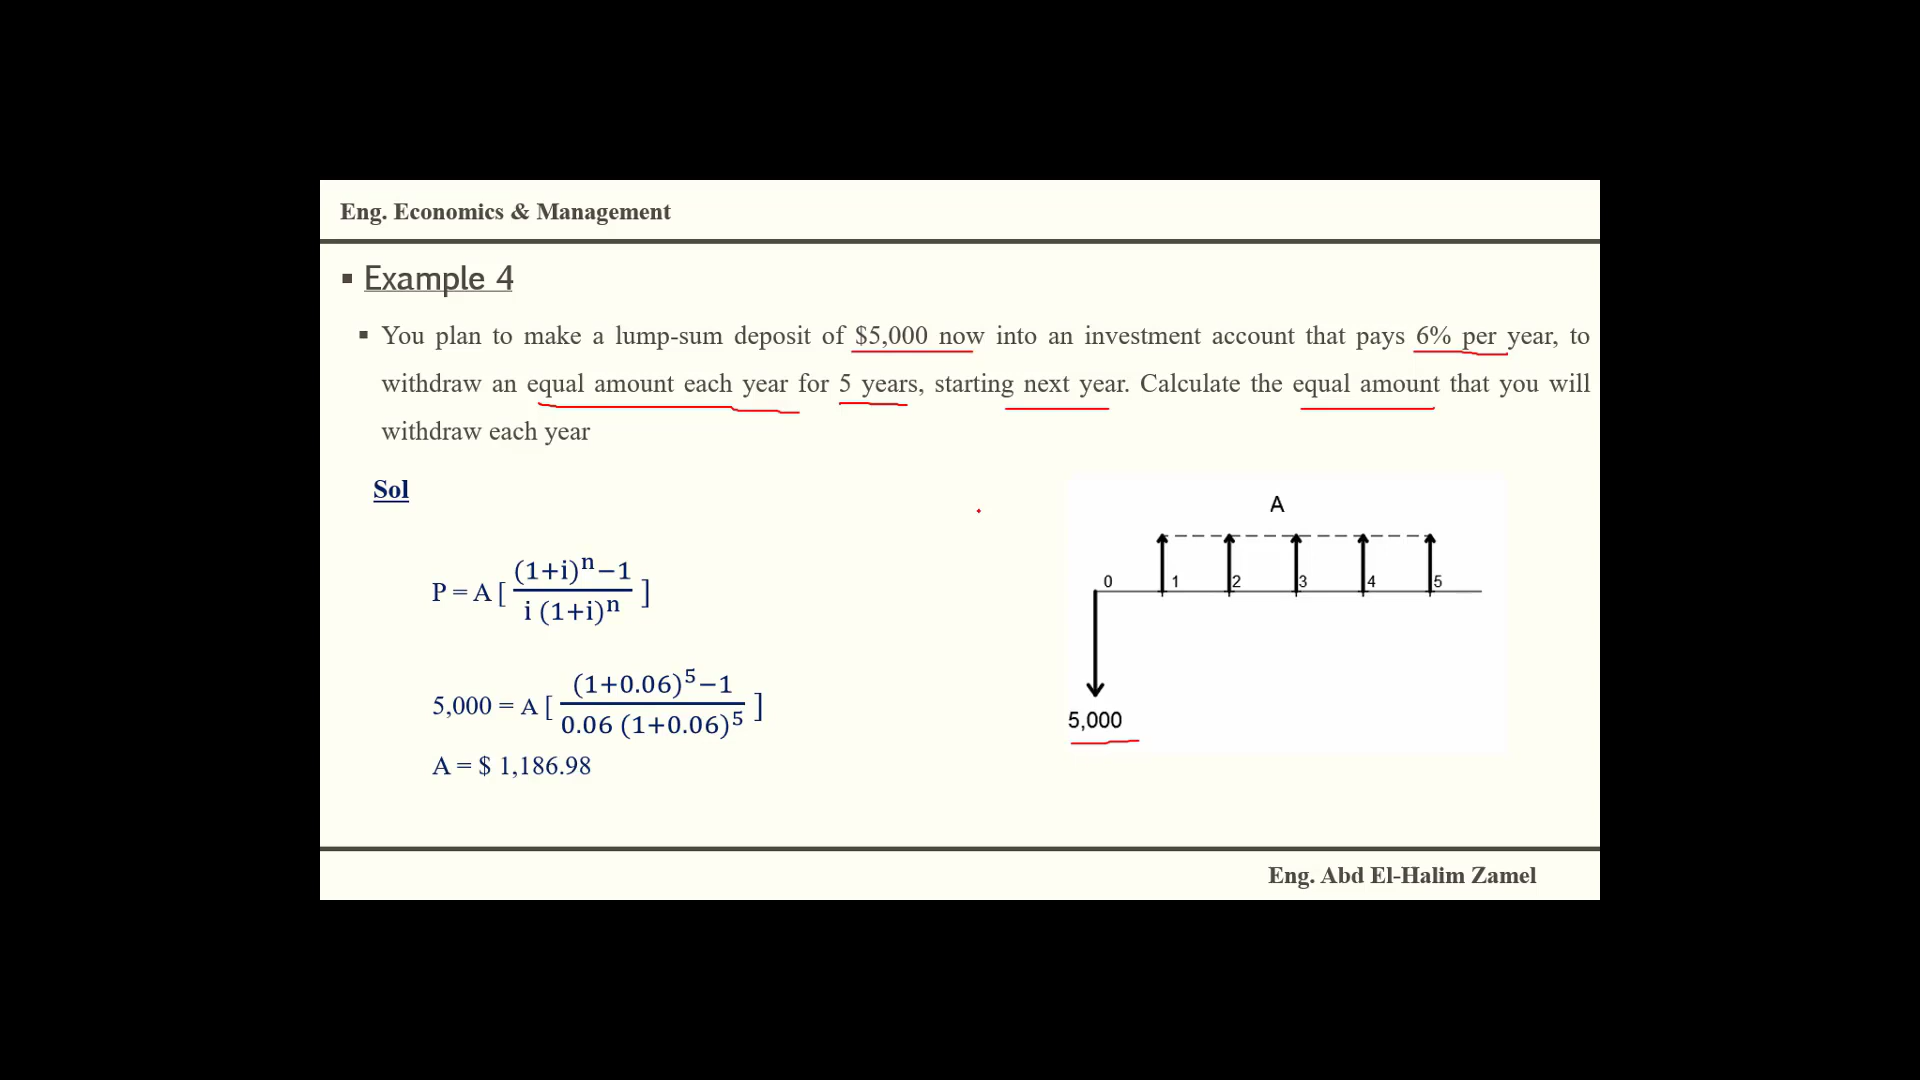 Eng. Economics & Management
▪ Example 4
▪ You plan to make a lump-sum deposit of $5,000 now into an investment account that pays 6% per year, to
withdraw an equal amount each year for 5 years, starting next year. Calculate the equal amount that you will
withdraw each year
Sol
P = A [ (1+i)^n−1 / i (1+i)^n ]
5,000 = A [ (1+0.06)^5−1 / 0.06 (1+0.06)^5 ]
A = $ 1,186.98
A
0 1 2 3 4 5
5,000
Eng. Abd El-Halim Zamel